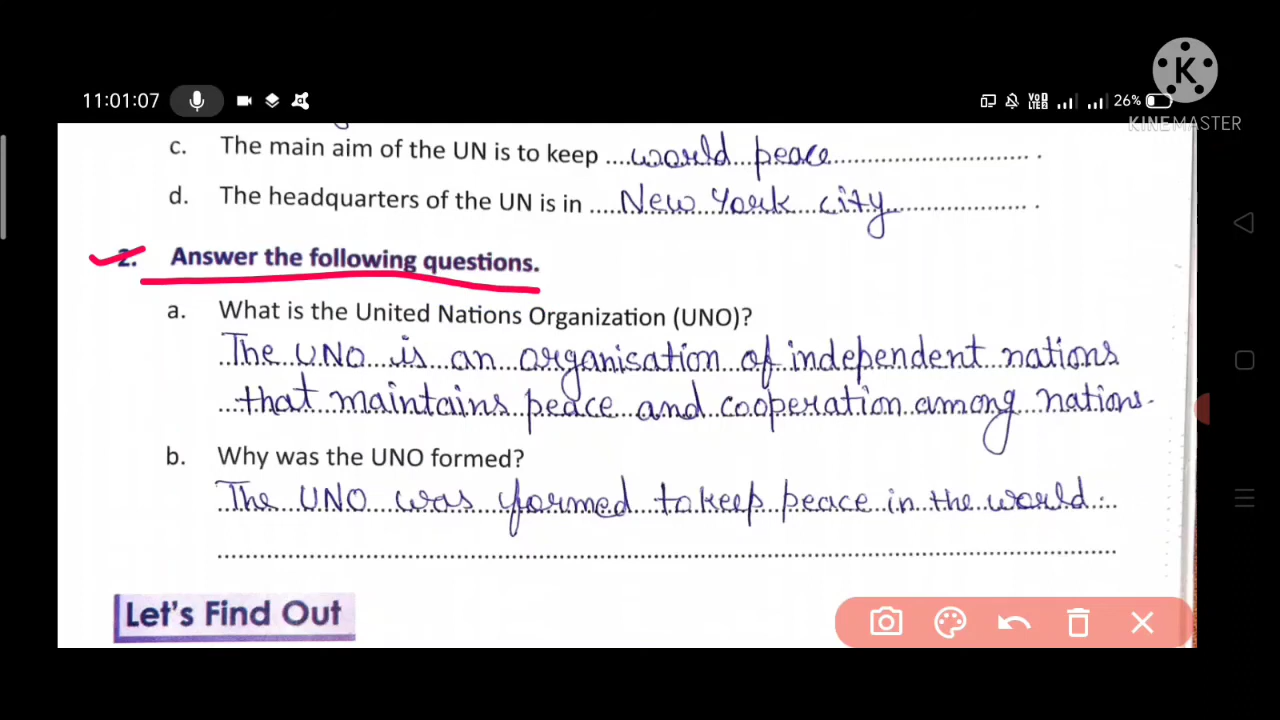 11:01:07
VoD
LTE
26%
KINEMASTER
c. The main aim of the UN is to keep ....world peace................................ .
d. The headquarters of the UN is in .....New York city...................... .
2. Answer the following questions.
a. What is the United Nations Organization (UNO)?
The UNO is an organisation of independent nations
that maintains peace and cooperation among nations.
b. Why was the UNO formed?
The UNO was formed to keep peace in the world.
Let's Find Out